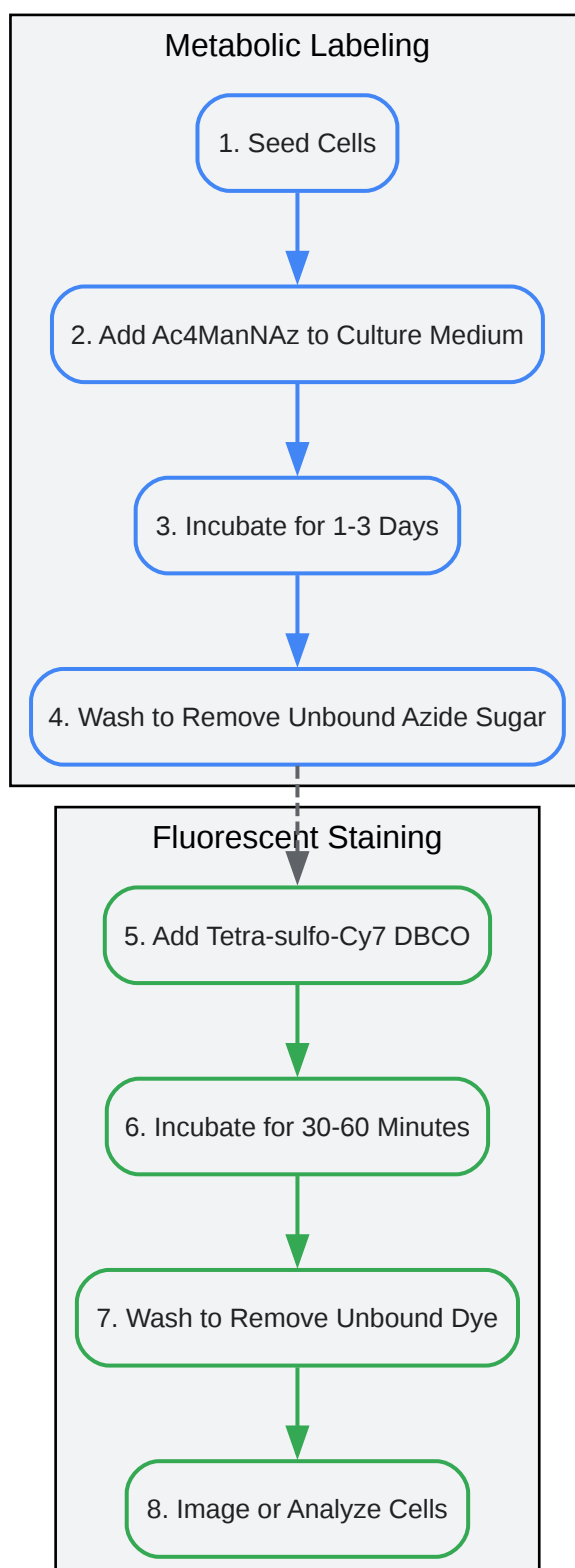 Metabolic Labeling
1. Seed Cells
2. Add Ac4ManNAz to Culture Medium
3. Incubate for 1-3 Days
4. Wash to Remove Unbound Azide Sugar
Fluorescent Staining
5. Add Tetra-sulfo-Cy7 DBCO
6. Incubate for 30-60 Minutes
7. Wash to Remove Unbound Dye
8. Image or Analyze Cells